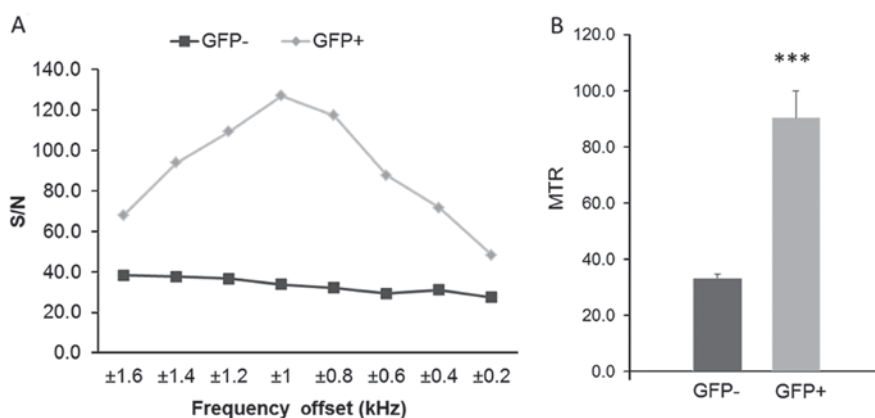 A
GFP- GFP+
140.0
120.0
100.0
80.0
60.0
40.0
20.0
0.0
S/N
±1.6 ±1.4 ±1.2 ±1 ±0.8 ±0.6 ±0.4 ±0.2
Frequency offset (kHz)
B
120.0
100.0
80.0
60.0
40.0
20.0
0.0
MTR
***
GFP- GFP+